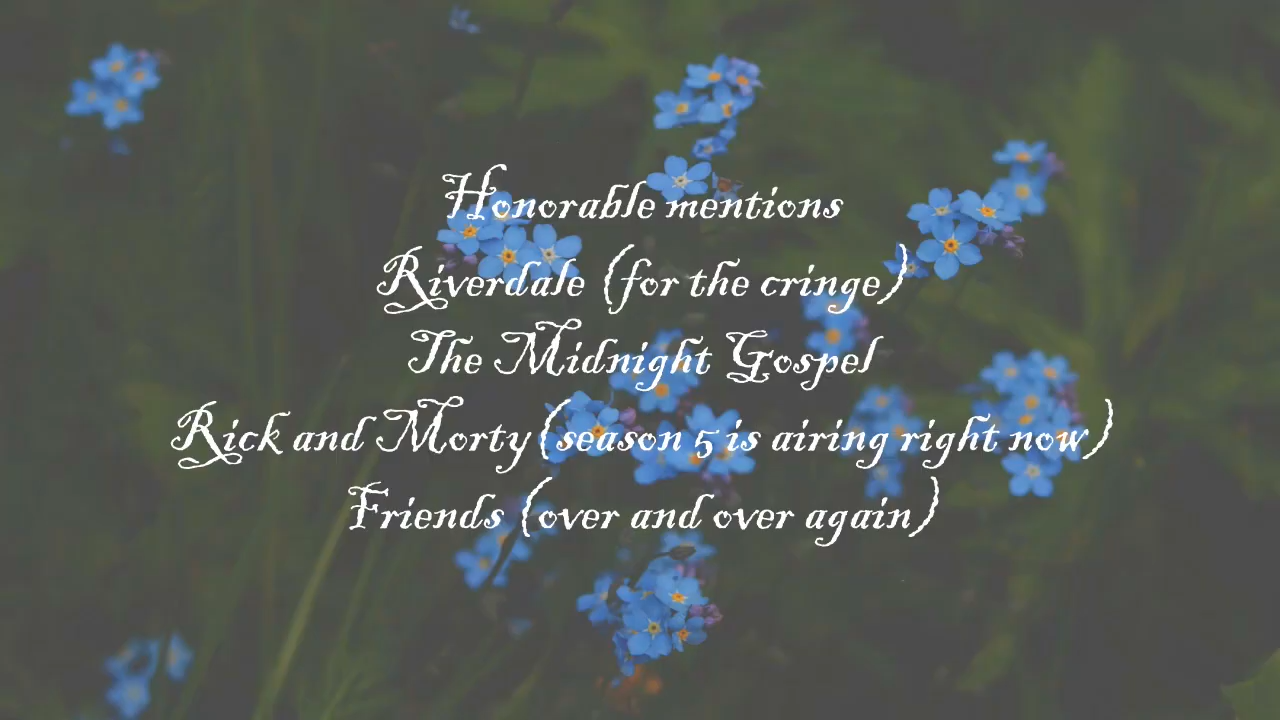 Honorable mentions
Riverdale (for the cringe)
The Midnight Gospel
Rick and Morty(season 5 is airing right now)
Friends (over and over again)